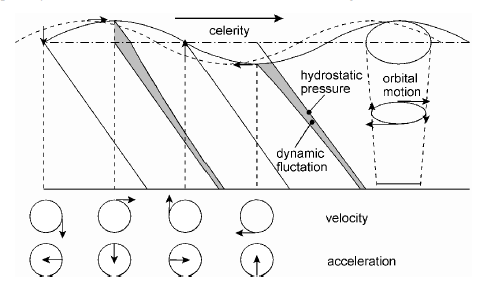 celerity
hydrostatic
pressure
orbital
motion
dynamic
fluctation
velocity
acceleration